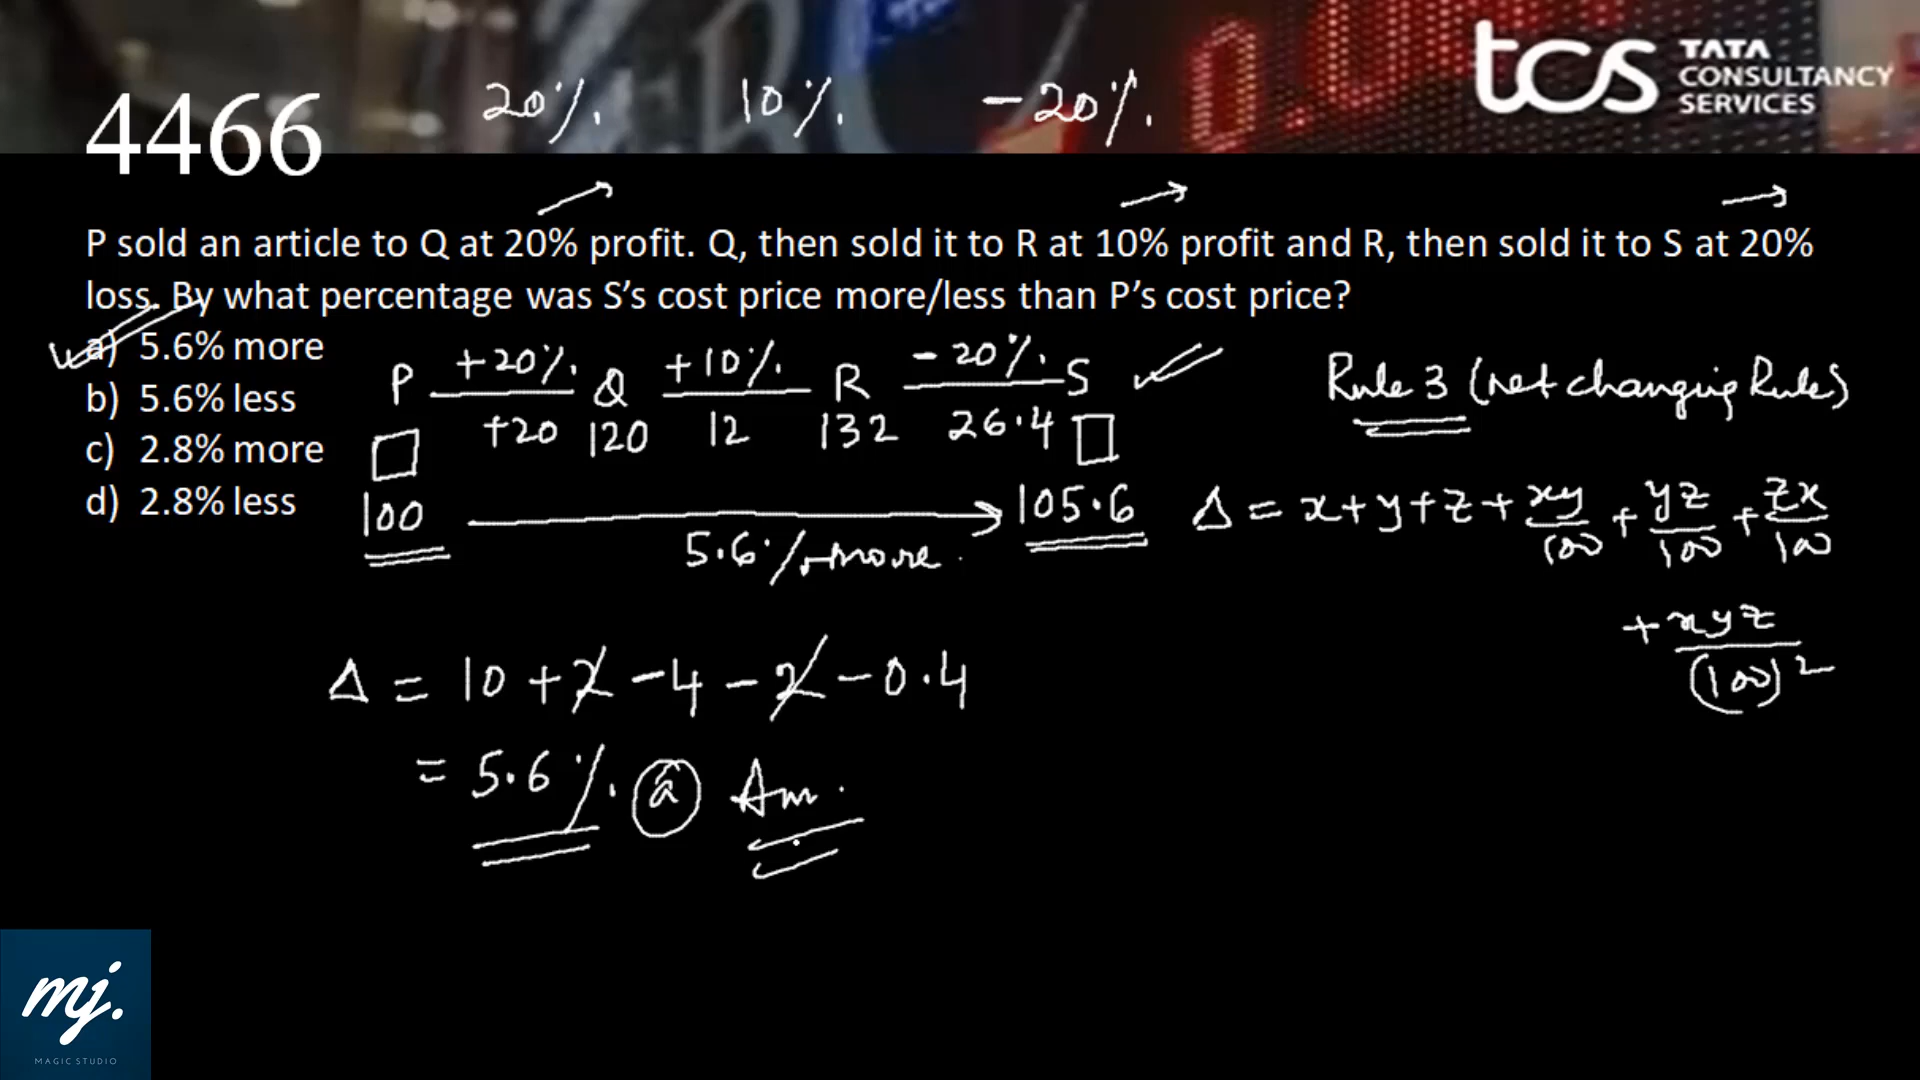 tcs TATA CONSULTANCY SERVICES
4466 20% 10% -20%
P sold an article to Q at 20% profit. Q, then sold it to R at 10% profit and R, then sold it to S at 20%
loss. By what percentage was S’s cost price more/less than P’s cost price?
a) 5.6% more
b) 5.6% less
c) 2.8% more
d) 2.8% less
P +20% Q +10% R -20% S
+20 120 12 132 26.4
100 105.6
5.6% more
Rule 3 (net changing Rule)
Δ = x+y+z+ xy/100 + yz/100 + zx/100
+ xyz/(100)²
Δ = 10 + 2 - 4 - 2 - 0.4
= 5.6% a Ans.
mj.
MAGIC STUDIO